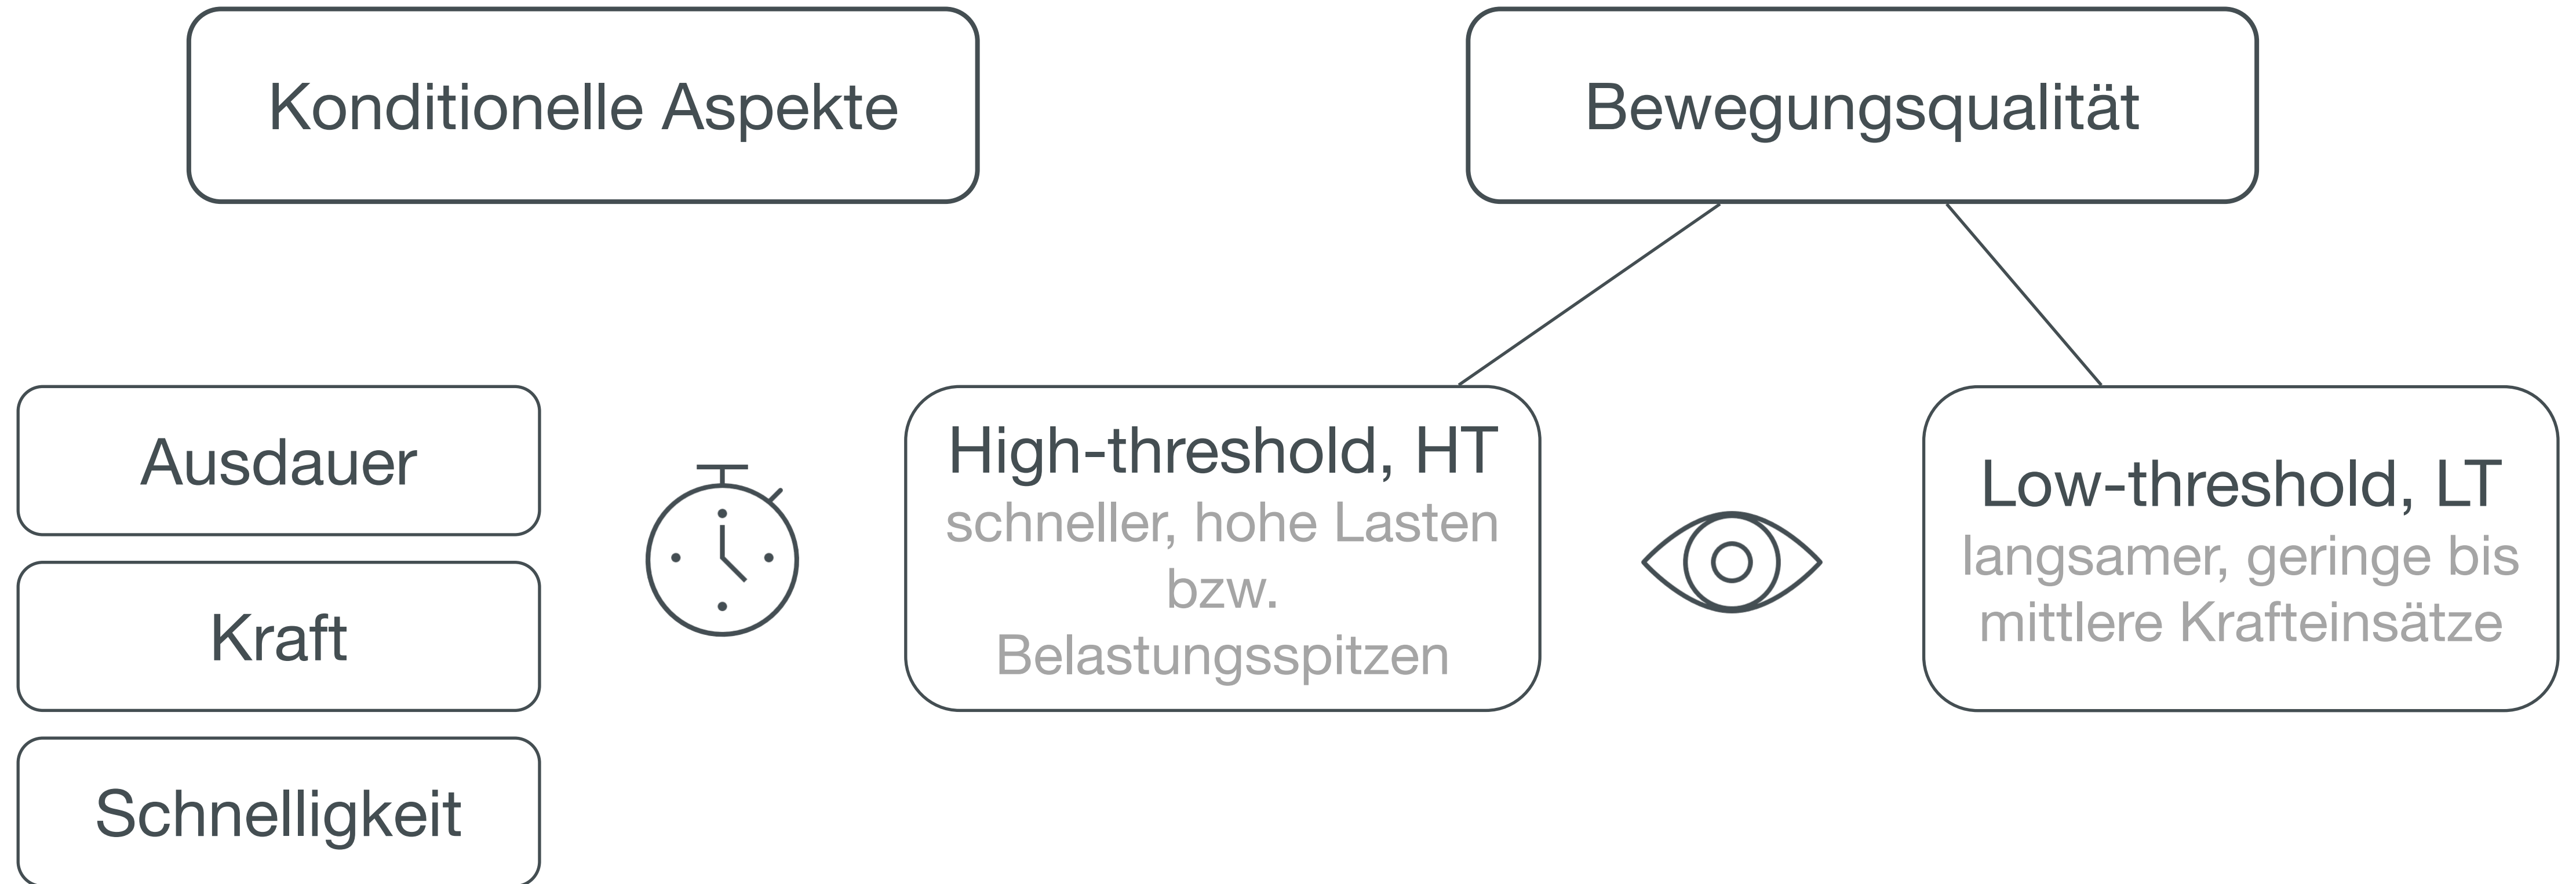 Konditionelle Aspekte
Bewegungsqualität
Ausdauer
Kraft
Schnelligkeit
High-threshold, HT
schneller, hohe Lasten
bzw.
Belastungsspitzen
Low-threshold, LT
langsamer, geringe bis
mittlere Krafteinsätze